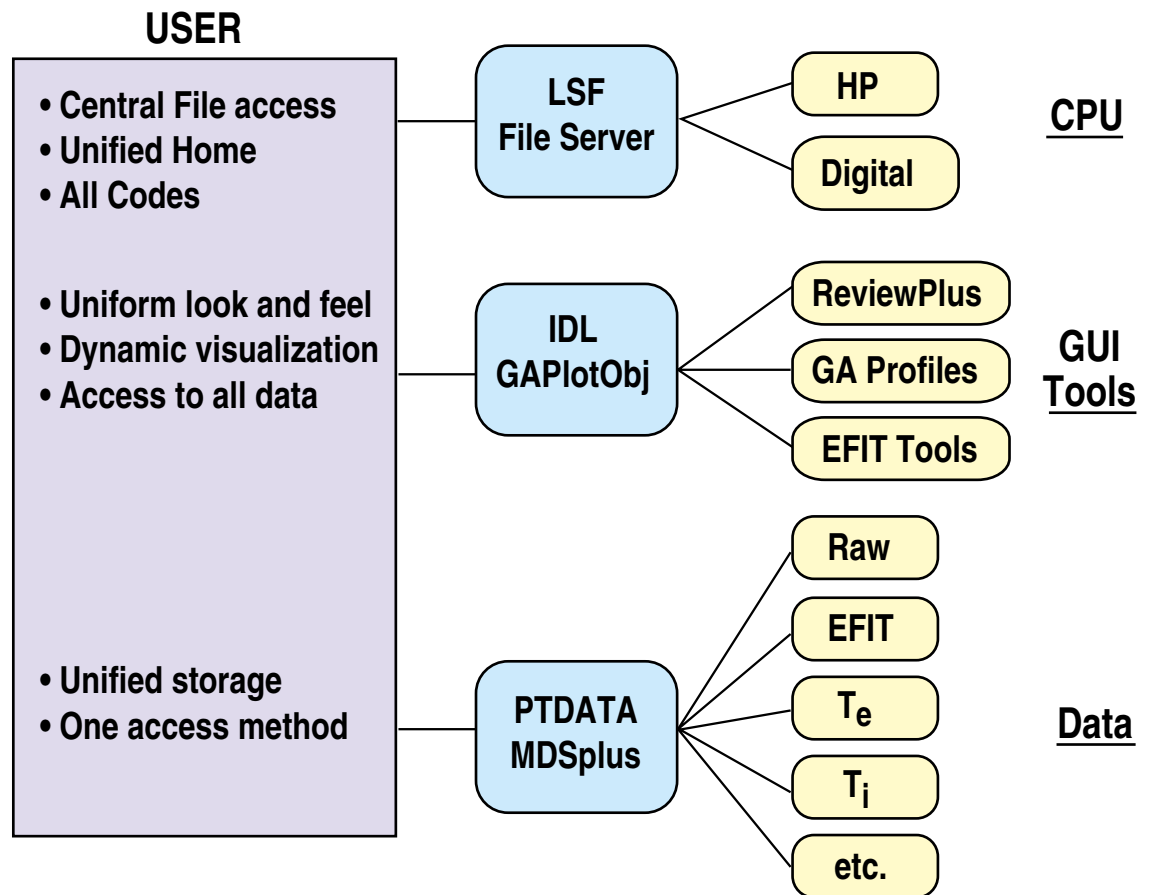 USER
• Central File access
• Unified Home
• All Codes
• Uniform look and feel
• Dynamic visualization
• Access to all data
• Unified storage
• One access method
LSF
File Server
HP
Digital
CPU
IDL
GAPlotObj
ReviewPlus
GA Profiles
EFIT Tools
GUI
Tools
PTDATA
MDSplus
Raw
EFIT
Te
Ti
etc.
Data